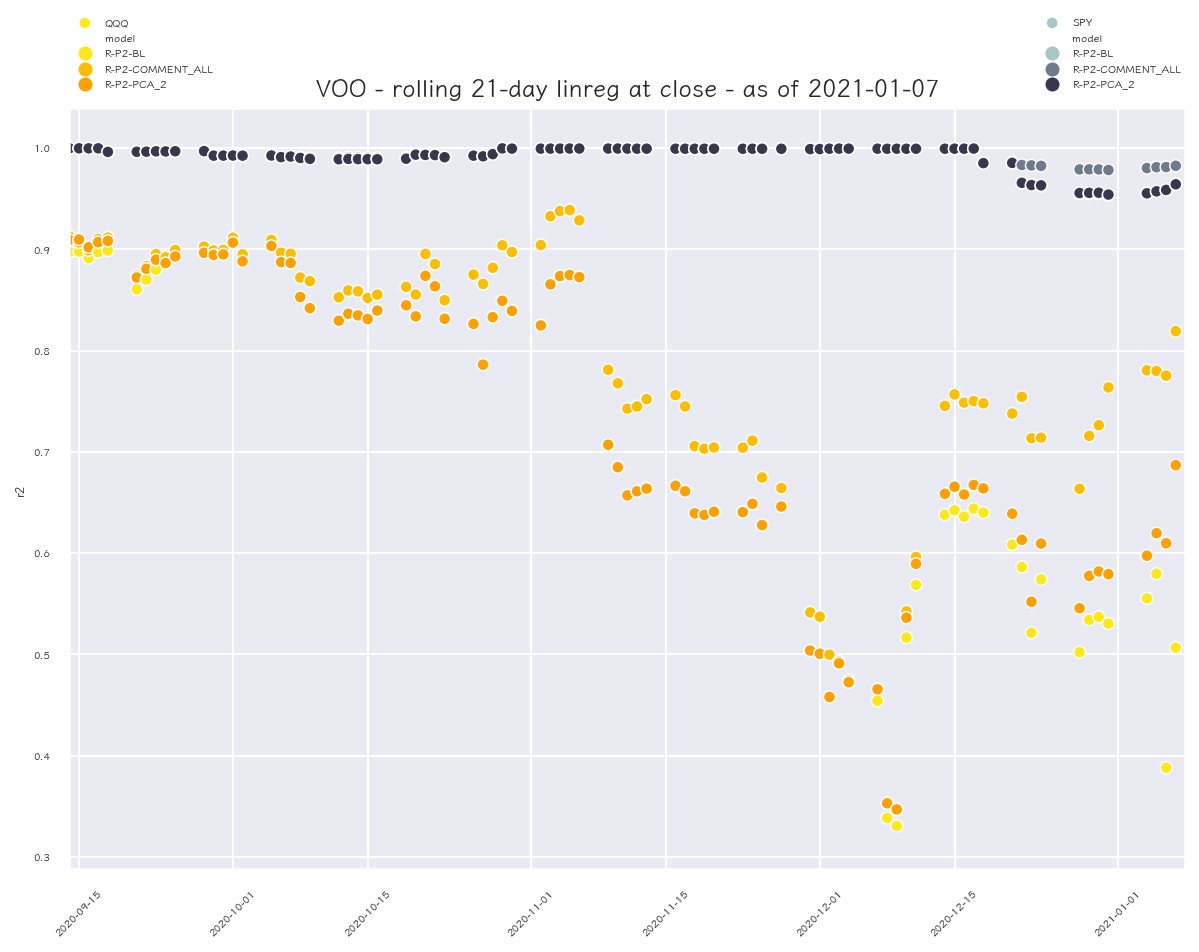 QQQ
model
R-P2-BL
R-P2-COMMENT_ALL
R-P2-PCA_2
SPY
model
R-P2-BL
R-P2-COMMENT_ALL
R-P2-PCA_2
VOO - rolling 21-day linreg at close - as of 2021-01-07
1.0
0.9
0.8
0.7
0.6
0.5
0.4
0.3
r2
2020-09-15
2020-10-01
2020-10-15
2020-11-01
2020-11-15
2020-12-01
2020-12-15
2021-01-01